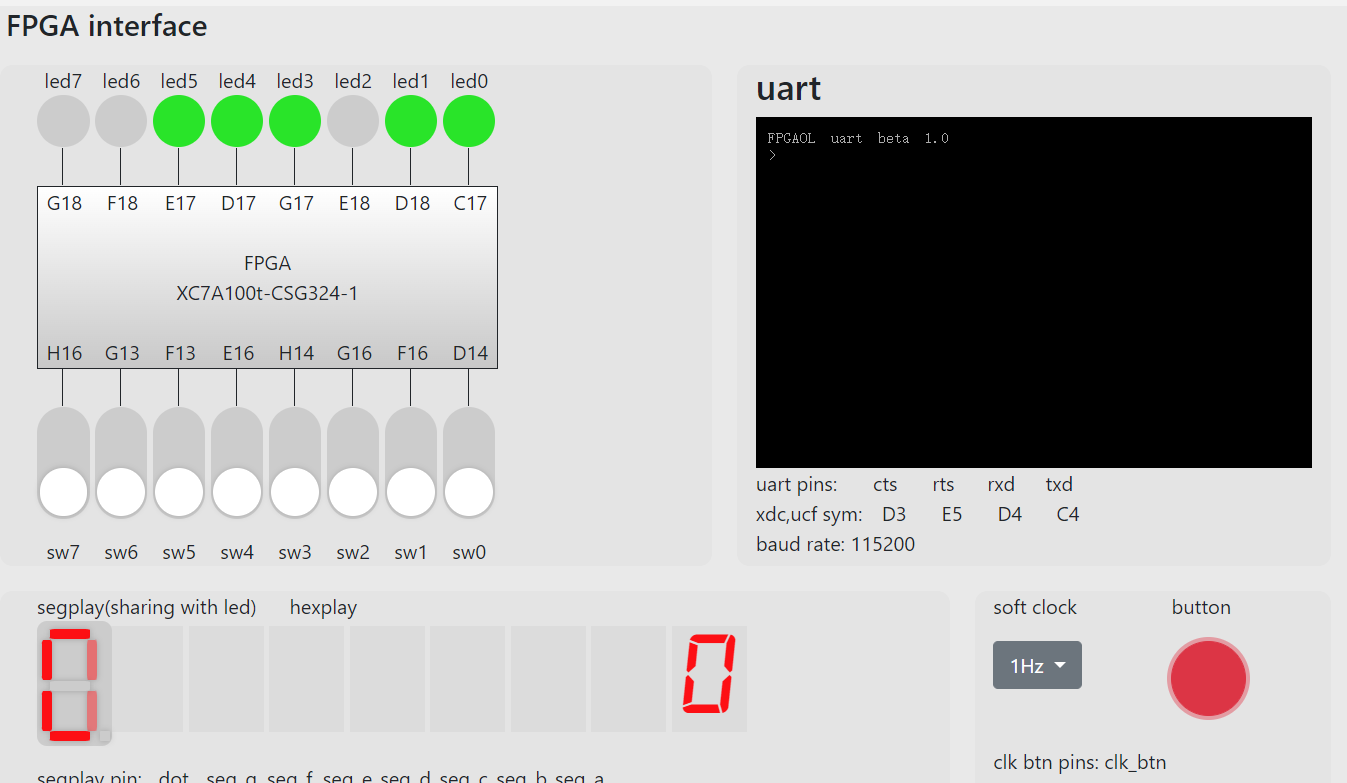 FPGA interface
led7 led6 led5 led4 led3 led2 led1 led0
G18 F18 E17 D17 G17 E18 D18 C17
FPGA
XC7A100t-CSG324-1
H16 G13 F13 E16 H14 G16 F16 D14
sw7 sw6 sw5 sw4 sw3 sw2 sw1 sw0
uart
FPGAOL uart beta 1.0
>
uart pins: cts rts rxd txd
xdc,ucf sym: D3 E5 D4 C4
baud rate: 115200
segplay(sharing with led) hexplay
0 0
segplay pin: dot seg_g seg_f seg_e seg_d seg_c seg_b seg_a
soft clock button
1Hz
clk btn pins: clk_btn